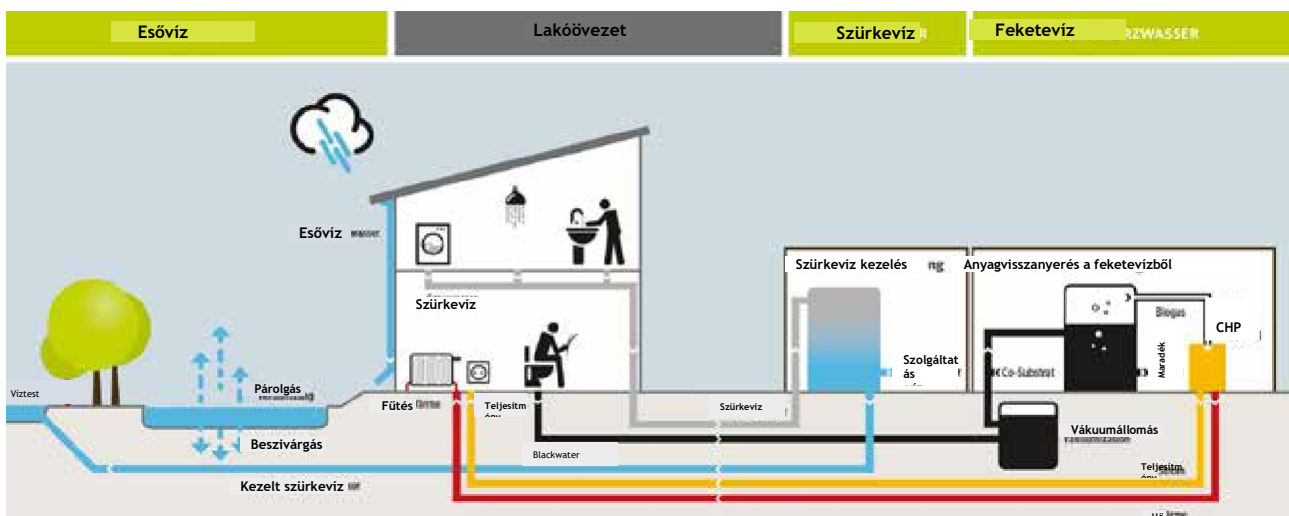 Esővíz
Lakóövezet
Szürkevíz
Feketevíz
RZWASSER
Esővíz
Szürkevíz kezelés
ng
Anyagvisszanyerés a feketevízből
Szürkevíz
Biogas
CHP
Maradék
Szolgáltat
ás
Co-Substrat
Víztest
Párolgás
Fűtés
Teljesítm
ény
Szürkevíz
Vákuumállomás
Beszivárgás
Blackwater
Teljesítm
ény
Kezelt szürkevíz